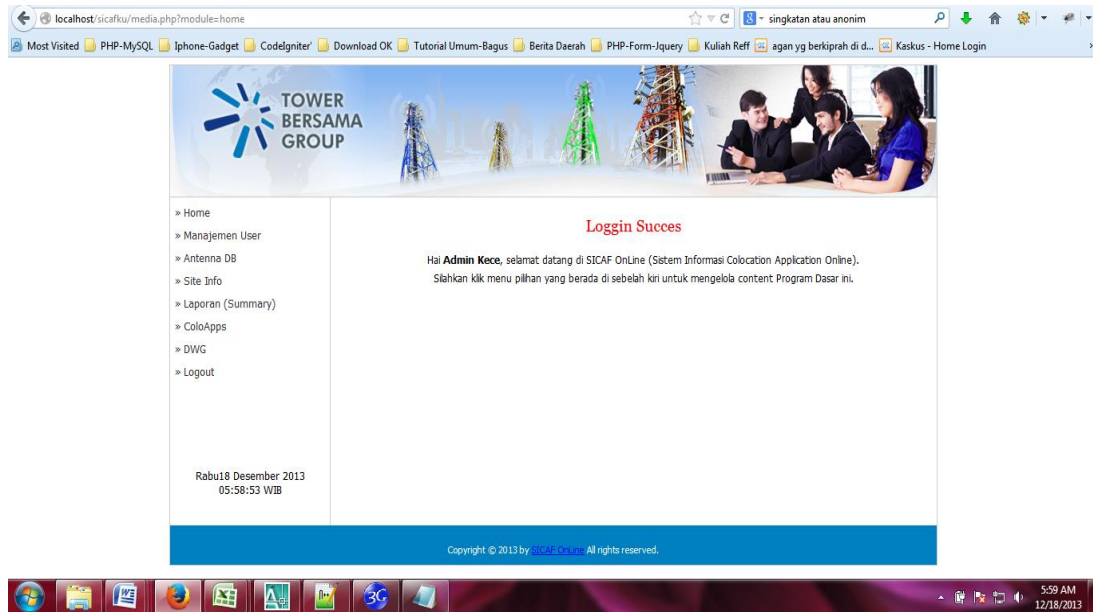 localhost/sicafku/media.php?module=home
singkatan atau anonim
Most Visited PHP-MySQL Iphone-Gadget CodeIgniter' Download OK Tutorial Umum-Bagus Berita Daerah PHP-Form-Jquery Kuliah Reff agan yg berkiprah di d... Kaskus - Home Login
TOWER
BERSAMA
GROUP
» Home
» Manajemen User
» Antenna DB
» Site Info
» Laporan (Summary)
» ColoApps
» DWG
» Logout
Rabu18 Desember 2013
05:58:53 WIB
Loggin Succes
Hai Admin Kece, selamat datang di SICAF OnLine (Sistem Informasi Colocation Application Online).
Silahkan klik menu pilihan yang berada di sebelah kiri untuk mengelola content Program Dasar ini.
Copyright © 2013 by SICAF OnLine All rights reserved.
3G
5:59 AM
12/18/2013